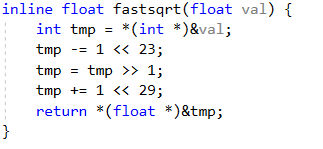 inline float fastsqrt(float val) {
    int tmp = *(int *)&val;
    tmp -= 1 << 23;
    tmp = tmp >> 1;
    tmp += 1 << 29;
    return *(float *)&tmp;
}